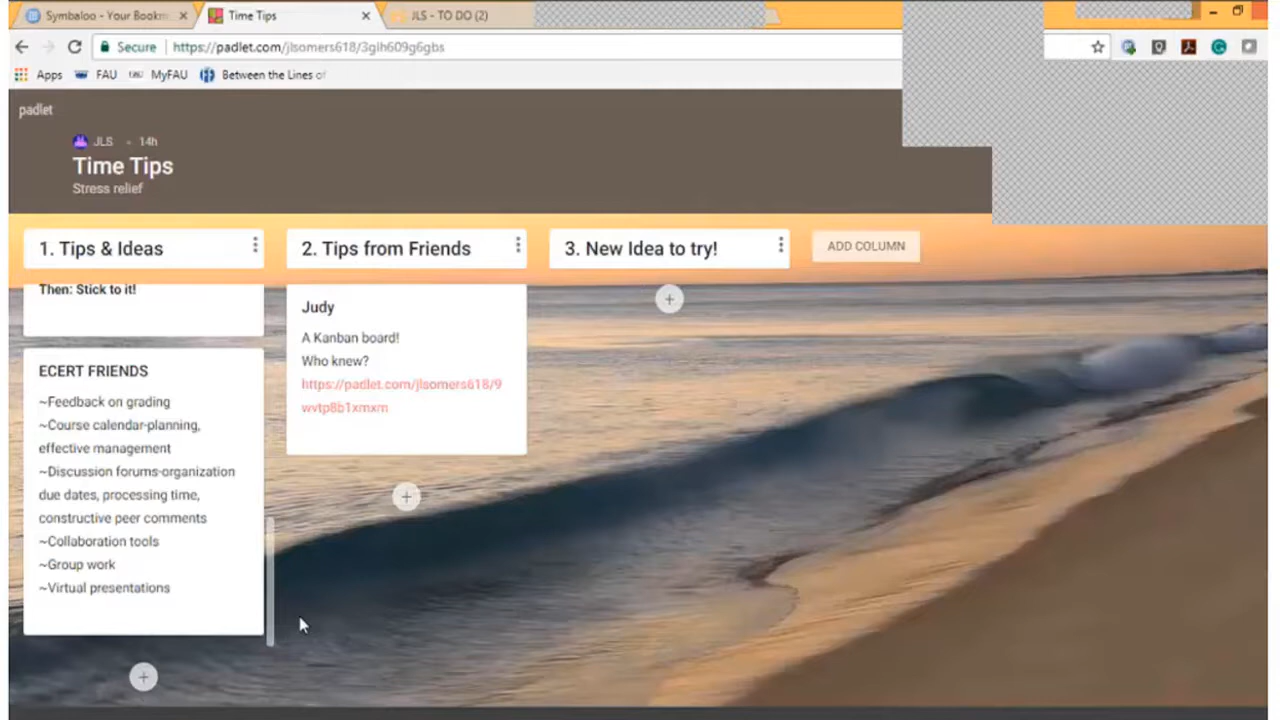 Symbaloo - Your Bookm
Time Tips
JLS - TO DO (2)
Secure
https://padlet.com/jlsomers618/3glh609g6gbs
Apps
FAU
MyFAU
Between the Lines of
padlet
JLS - 14h
Time Tips
Stress relief
1. Tips & Ideas
2. Tips from Friends
3. New Idea to try!
ADD COLUMN
Then: Stick to it!
ECERT FRIENDS
~Feedback on grading
~Course calendar-planning,
effective management
~Discussion forums-organization
due dates, processing time,
constructive peer comments
~Collaboration tools
~Group work
~Virtual presentations
Judy
A Kanban board!
Who knew?
https://padlet.com/jlsomers618/9
wvtp8b1xmxm